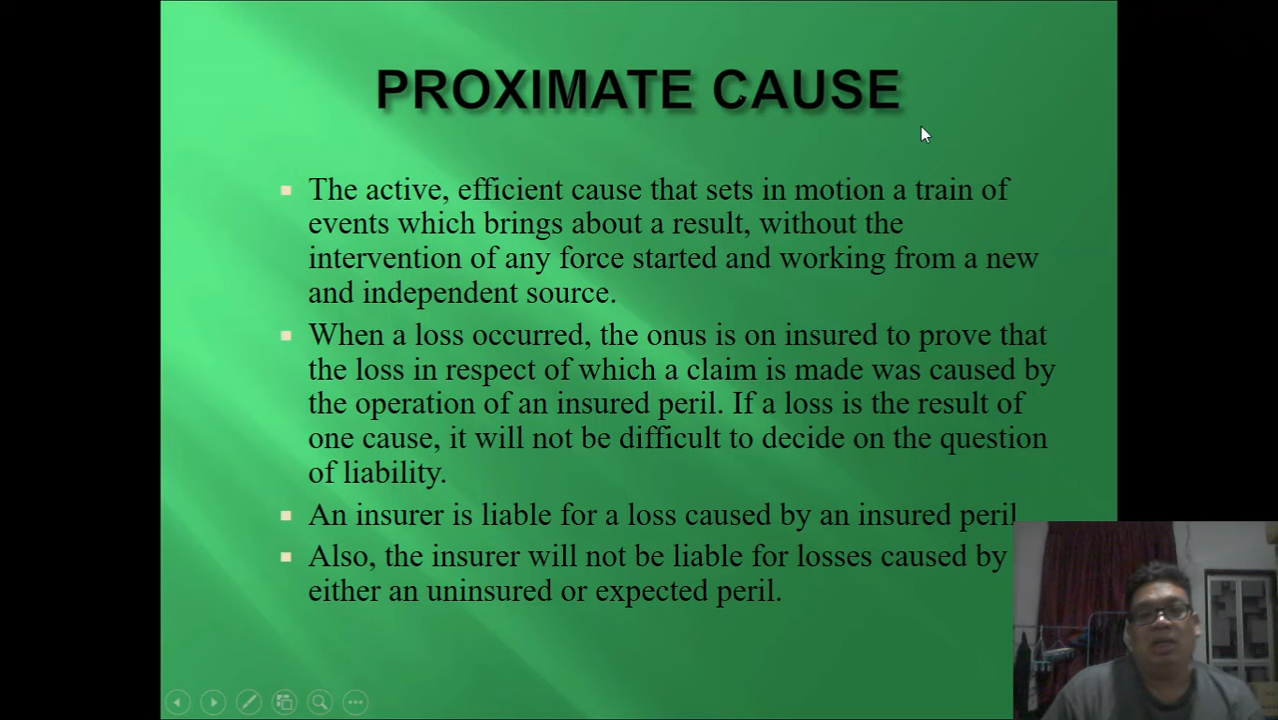 PROXIMATE CAUSE
The active, efficient cause that sets in motion a train of
events which brings about a result, without the
intervention of any force started and working from a new
and independent source.
When a loss occurred, the onus is on insured to prove that
the loss in respect of which a claim is made was caused by
the operation of an insured peril. If a loss is the result of
one cause, it will not be difficult to decide on the question
of liability.
An insurer is liable for a loss caused by an insured peril
Also, the insurer will not be liable for losses caused by
either an uninsured or expected peril.